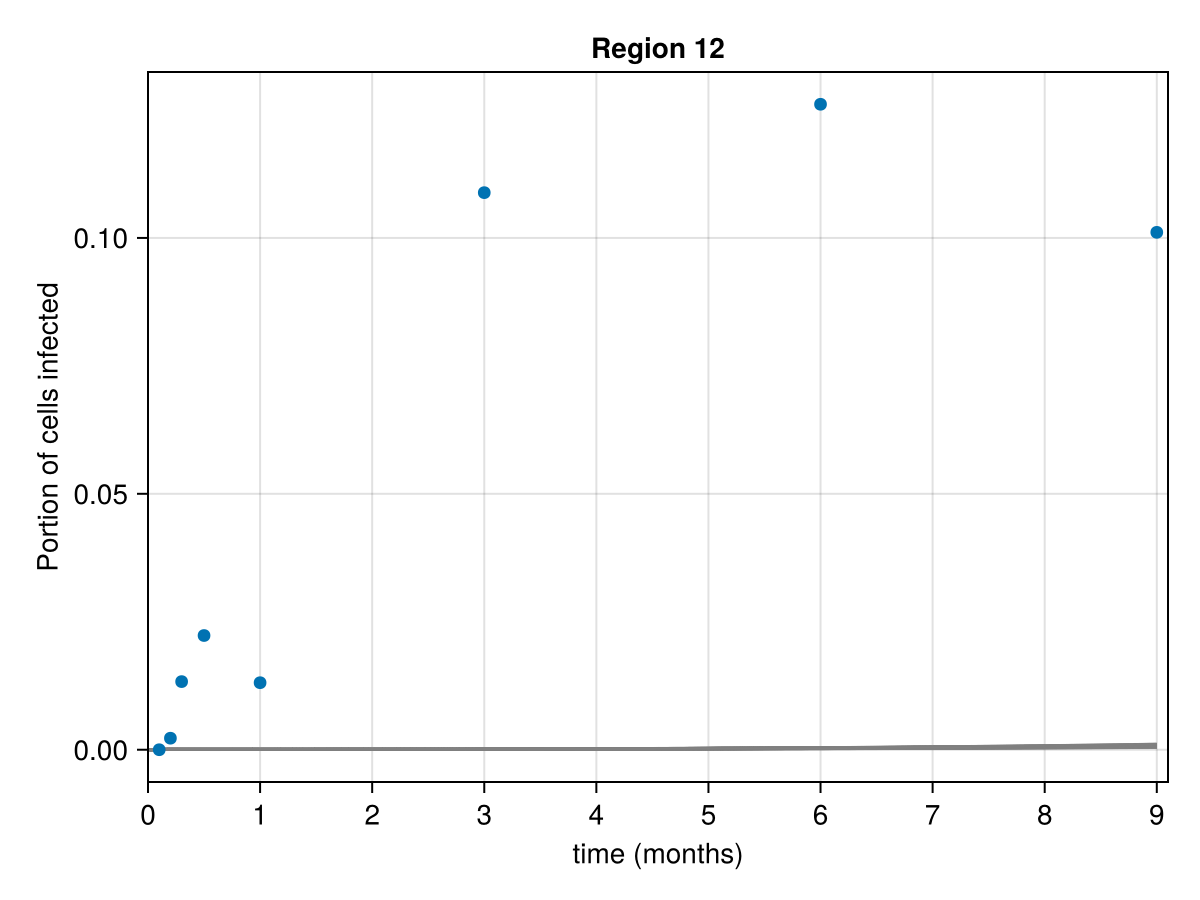 Region 12
Portion of cells infected
0.10
0.05
0.00
0 1 2 3 4 5 6 7 8 9
time (months)